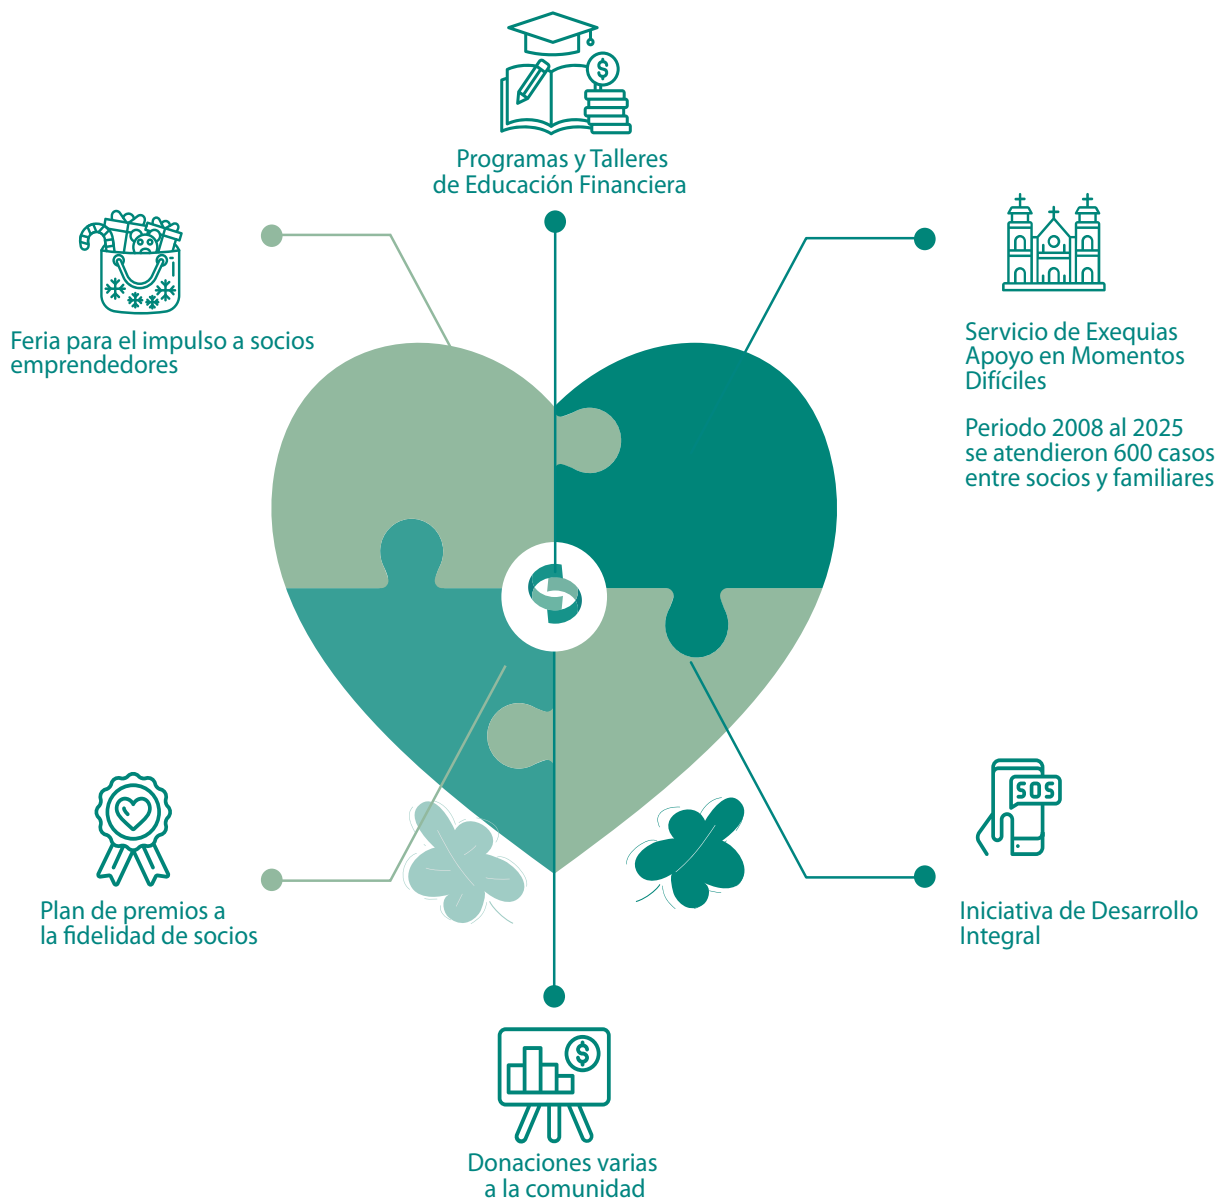 Programas y Talleres
de Educación Financiera
Feria para el impulso a socios
emprendedores
Servicio de Exequias
Apoyo en Momentos
Difíciles
Periodo 2008 al 2025
se atendieron 600 casos
entre socios y familiares
SOS
Plan de premios a
la fidelidad de socios
Iniciativa de Desarrollo
Integral
Donaciones varias
a la comunidad